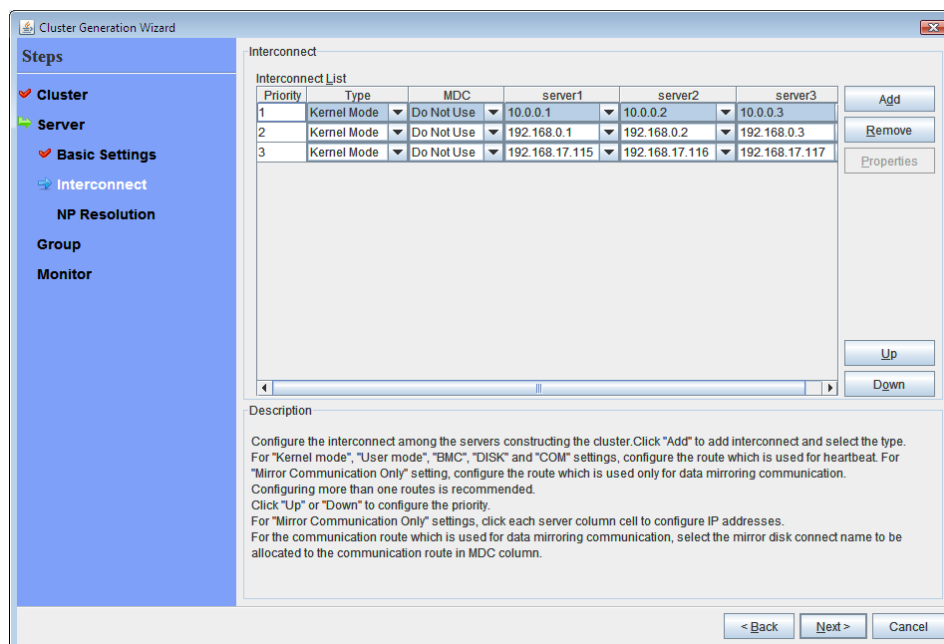 Cluster Generation Wizard
Steps
Cluster
Server
Basic Settings
Interconnect
NP Resolution
Group
Monitor
Interconnect
Interconnect List
Priority Type MDC server1 server2 server3
1 Kernel Mode Do Not Use 10.0.0.1 10.0.0.2 10.0.0.3
2 Kernel Mode Do Not Use 192.168.0.1 192.168.0.2 192.168.0.3
3 Kernel Mode Do Not Use 192.168.17.115 192.168.17.116 192.168.17.117
Add
Remove
Properties
Up
Down
Description
Configure the interconnect among the servers constructing the cluster.Click "Add" to add interconnect and select the type.
For "Kernel mode", "User mode", "BMC", "DISK" and "COM" settings, configure the route which is used for heartbeat. For
"Mirror Communication Only" setting, configure the route which is used only for data mirroring communication.
Configuring more than one routes is recommended.
Click "Up" or "Down" to configure the priority.
For "Mirror Communication Only" settings, click each server column cell to configure IP addresses.
For the communication route which is used for data mirroring communication, select the mirror disk connect name to be
allocated to the communication route in MDC column.
< Back Next > Cancel